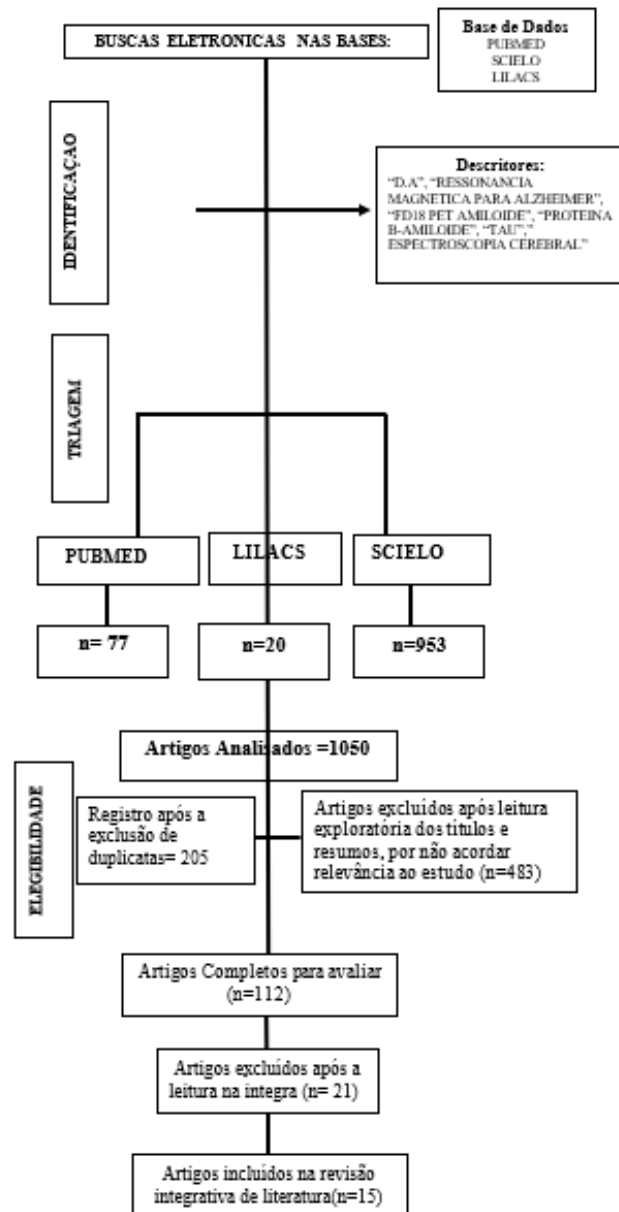 BUSCAS ELETRONICAS NAS BASES:
Base de Dados
PUBMED
SCIELO
LILACS
IDENTIFICAÇAO
Descritores:
“D.A”, “RESSONANCIA
MAGNETICA PARA ALZHEIMER”,
“FD18 PET AMILOIDE”, “PROTEINA
B-AMILOIDE”, “TAU”,”
ESPECTROSCOPIA CEREBRAL”
TRIAGEM
PUBMED
LILACS
SCIELO
n= 77
n=20
n=953
Artigos Analisados =1050
ELEGIBILIDADE
Registro após a
exclusão de
duplicatas= 205
Artigos excluídos após leitura
exploratória dos títulos e
resumos, por não acordar
relevância ao estudo (n=483)
Artigos Completos para avaliar
(n=112)
Artigos excluídos após a
leitura na integra (n= 21)
Artigos incluídos na revisão
integrativa de literatura(n=15)